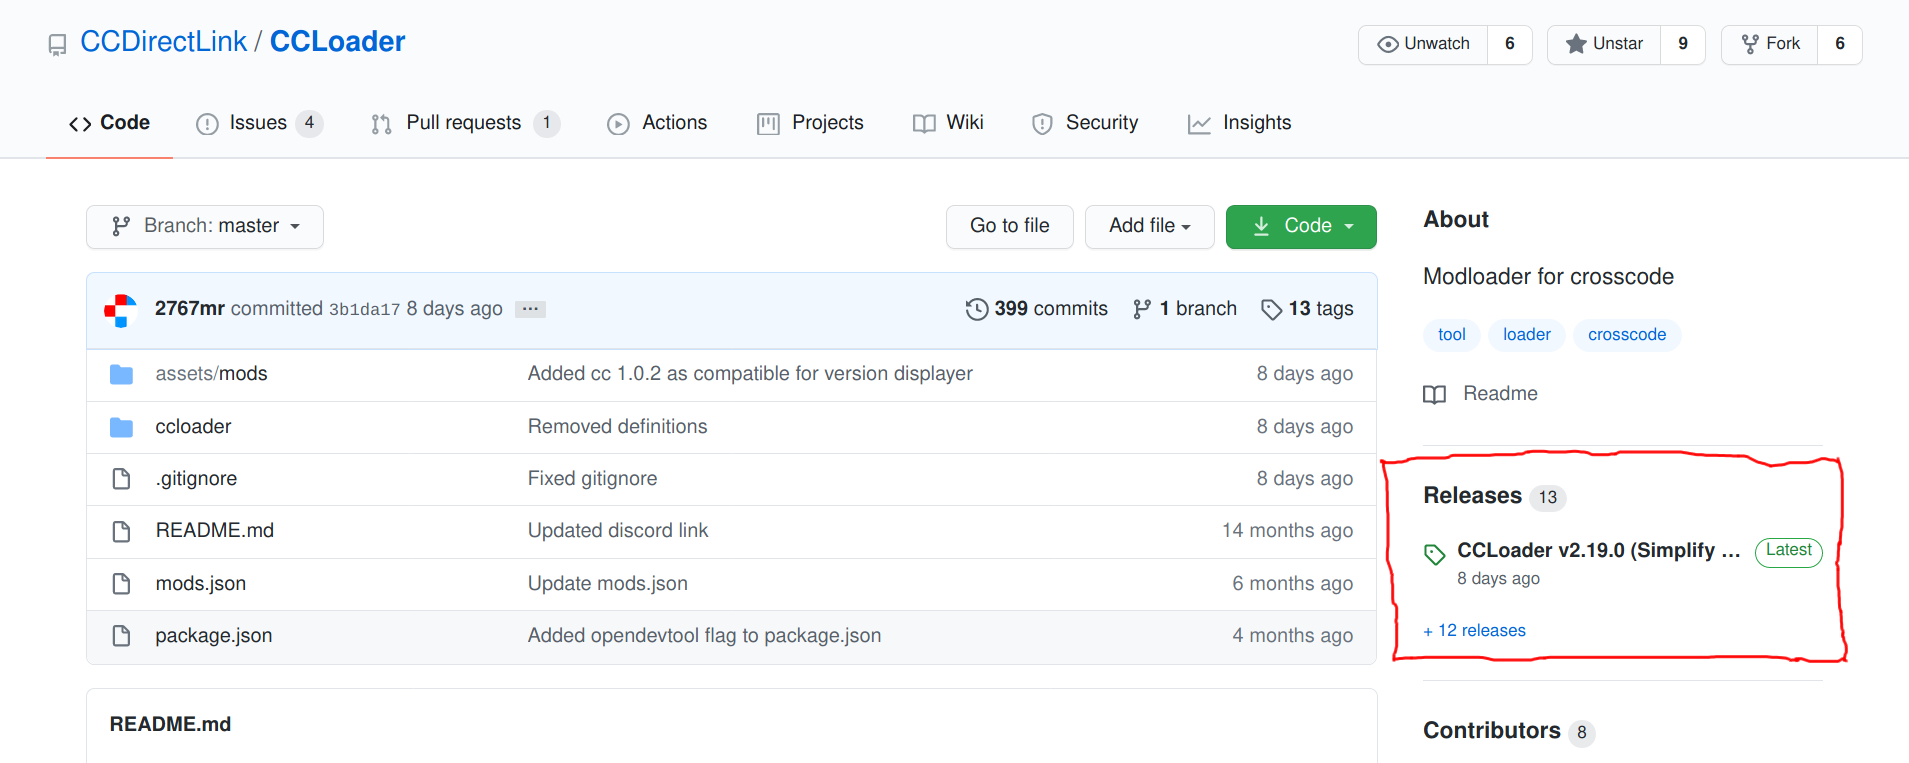 CCDirectLink / CCLoader
Unwatch 6 Unstar 9 Fork 6
Code Issues 4 Pull requests 1 Actions Projects Wiki Security Insights
Branch: master Go to file Add file Code
2767mr committed 3b1da17 8 days ago ... 399 commits 1 branch 13 tags
assets/mods Added cc 1.0.2 as compatible for version displayer 8 days ago
ccloader Removed definitions 8 days ago
.gitignore Fixed gitignore 8 days ago
README.md Updated discord link 14 months ago
mods.json Update mods.json 6 months ago
package.json Added opendevtool flag to package.json 4 months ago
README.md
About
Modloader for crosscode
tool loader crosscode
Readme
Releases 13
CCLoader v2.19.0 (Simplify ... Latest
8 days ago
+ 12 releases
Contributors 8